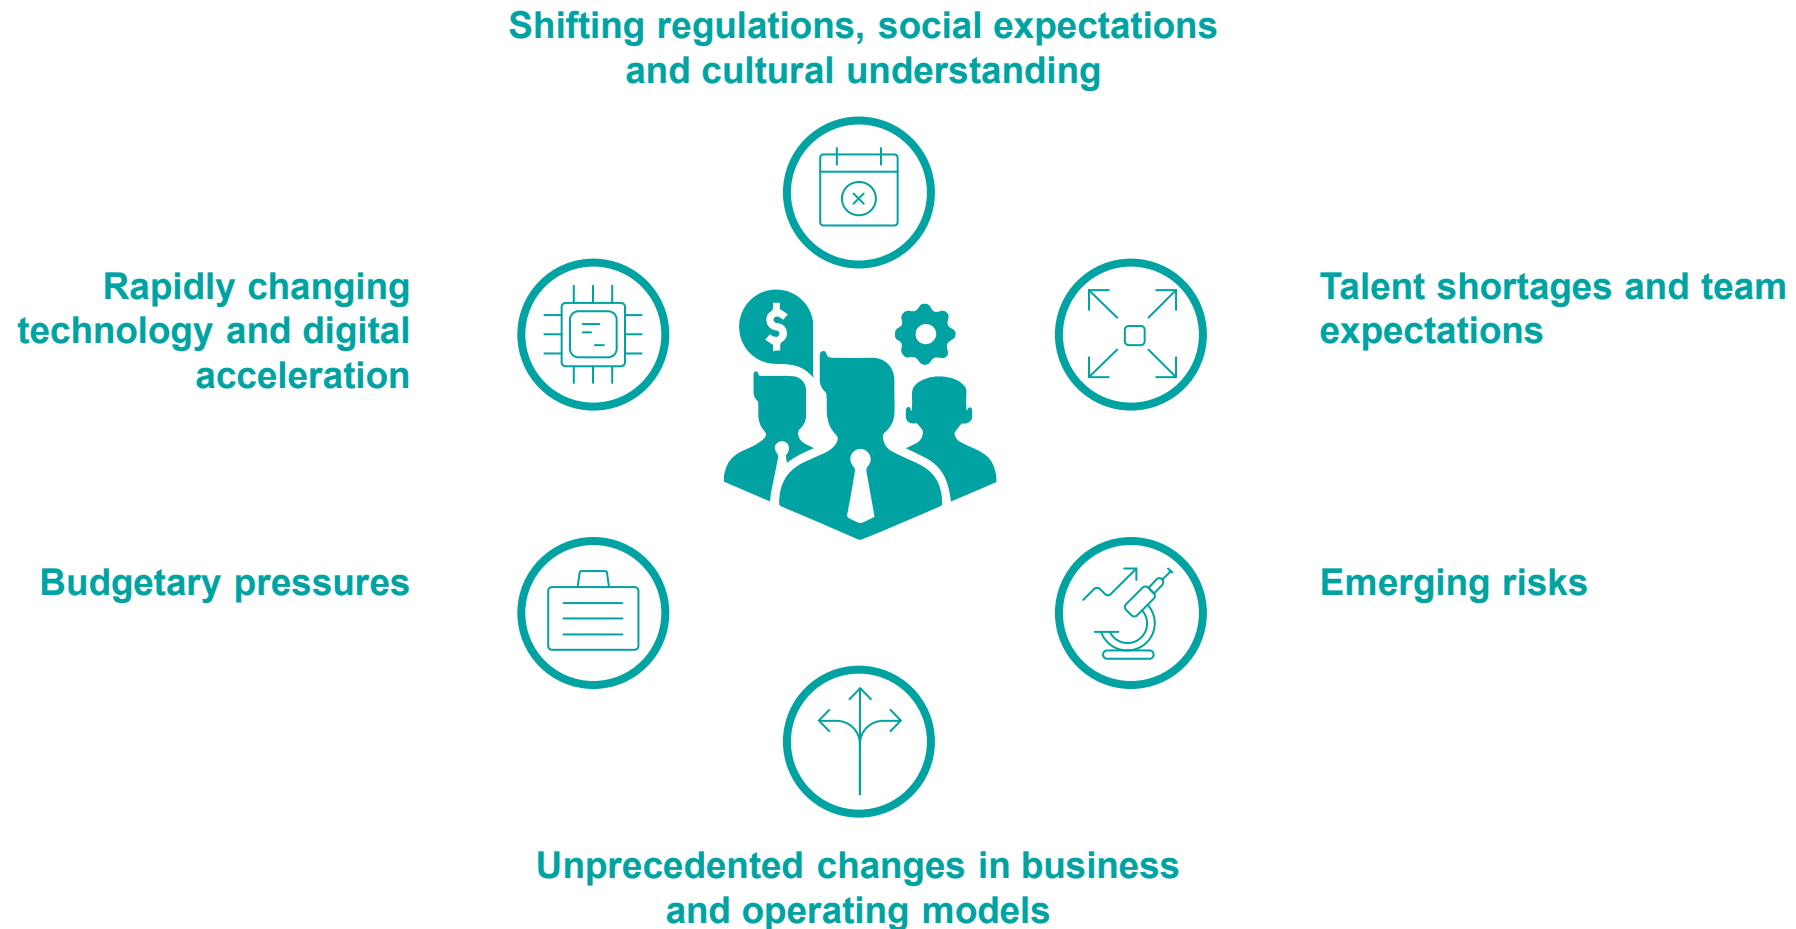 Shifting regulations, social expectations
and cultural understanding
Rapidly changing
technology and digital
acceleration
Talent shortages and team
expectations
$
Budgetary pressures
Emerging risks
Unprecedented changes in business
and operating models